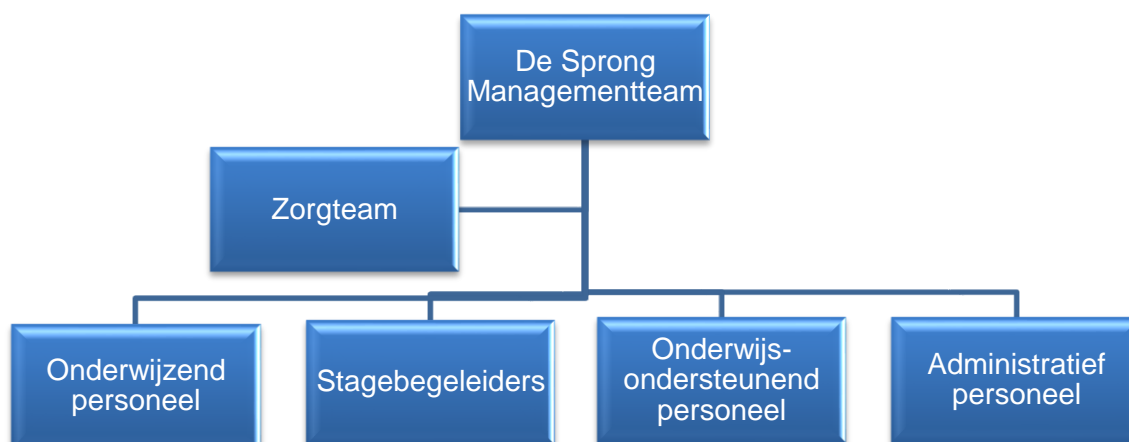 De Sprong
Managementteam
Zorgteam
Onderwijzend
personeel
Stagebegeleiders
Onderwijs-
ondersteunend
personeel
Administratief
personeel